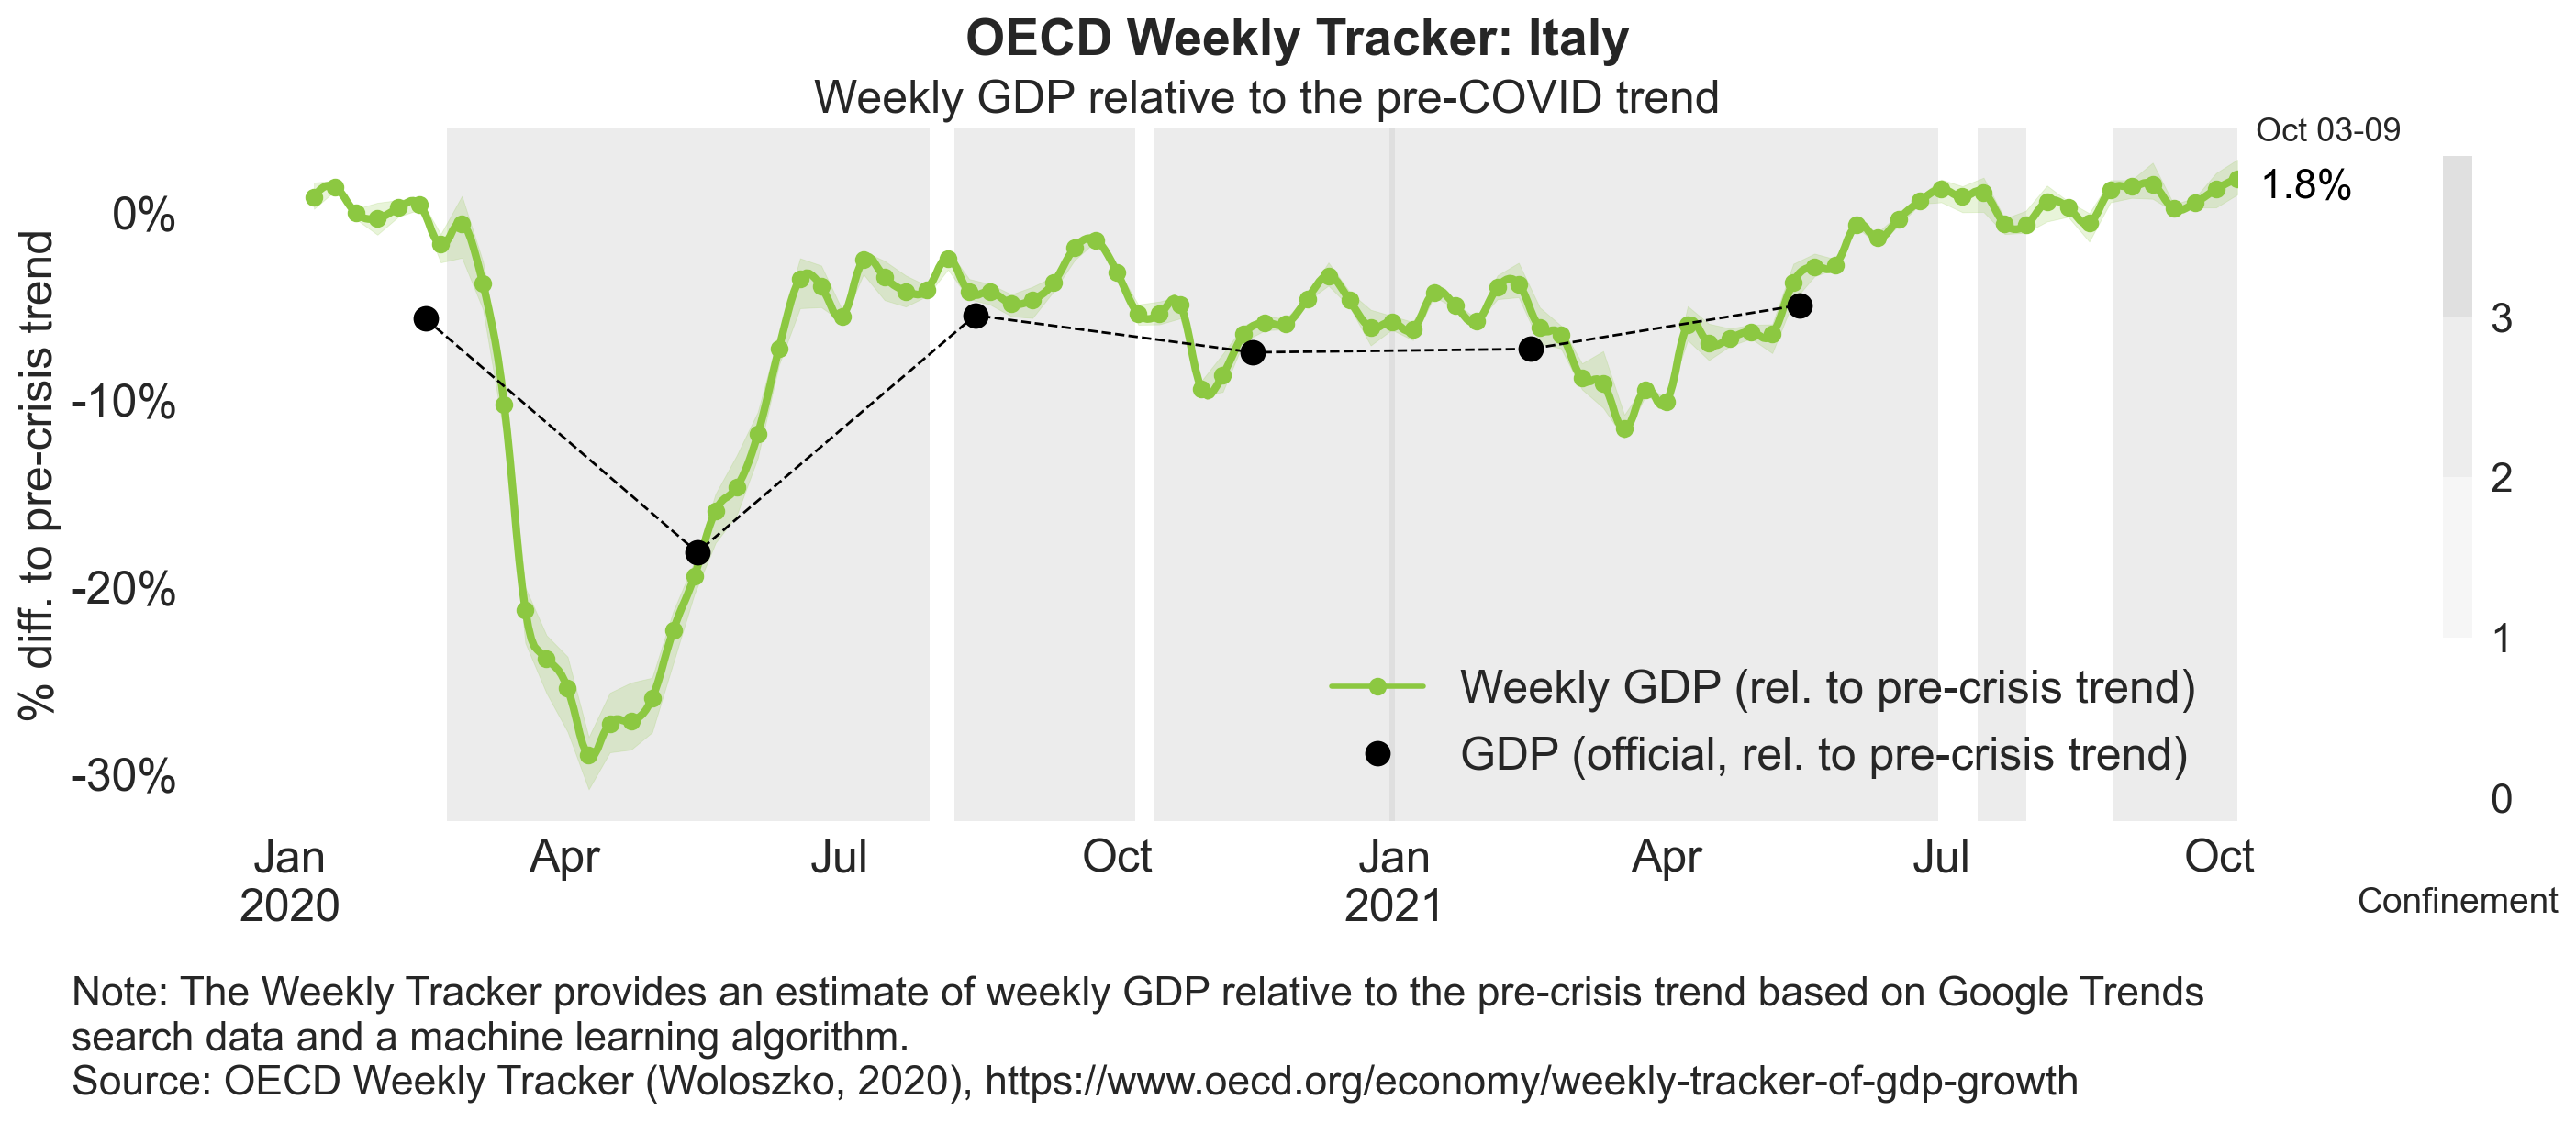 OECD Weekly Tracker: Italy
Weekly GDP relative to the pre-COVID trend
Oct 03-09
1.8%
% diff. to pre-crisis trend
0%
-10%
-20%
-30%
3
2
1
0
Weekly GDP (rel. to pre-crisis trend)
GDP (official, rel. to pre-crisis trend)
Jan Apr Jul Oct Jan Apr Jul Oct
2020 2021
Confinement
Note: The Weekly Tracker provides an estimate of weekly GDP relative to the pre-crisis trend based on Google Trends
search data and a machine learning algorithm.
Source: OECD Weekly Tracker (Woloszko, 2020), https://www.oecd.org/economy/weekly-tracker-of-gdp-growth